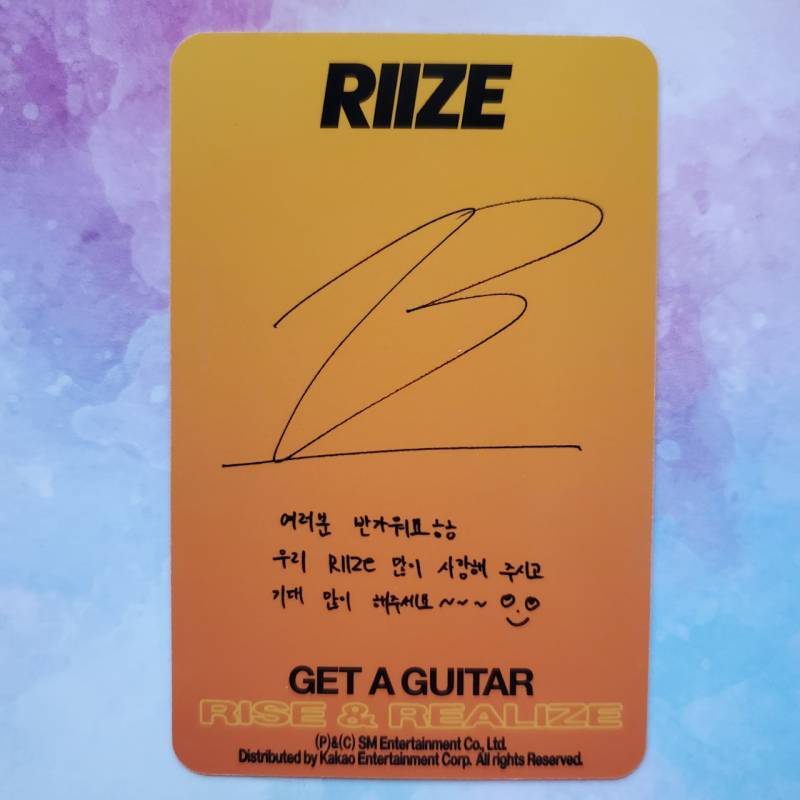 RIIZE
여러분 반가워요ㅎㅎ
우리 RIIZE 많이 사랑해 주시고
기대 많이 해주세요~~~
GET A GUITAR
RISE & REALIZE
(P)&(C) SM Entertainment Co., Ltd.
Distributed by Kakao Entertainment Corp. All rights Reserved.